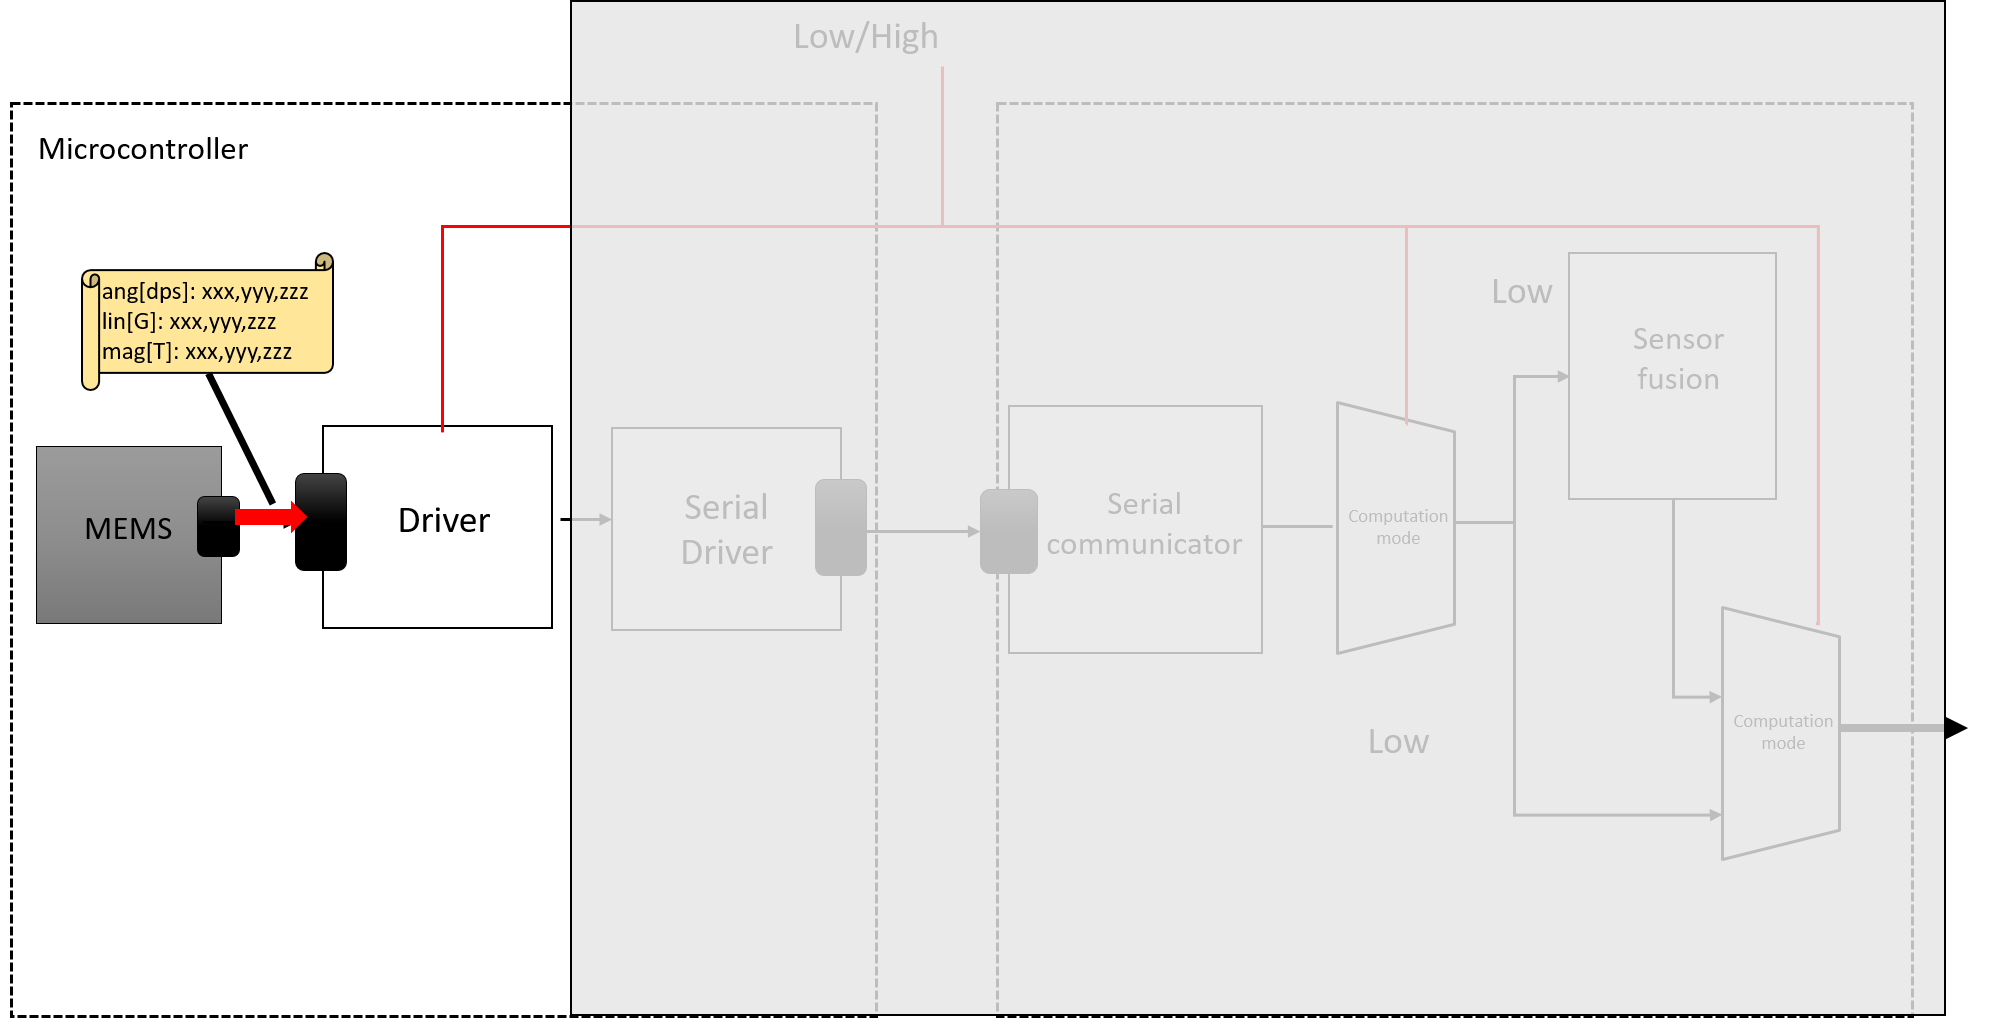 Low/High
Microcontroller
ang[dps]: xxx,yyy,zzz
lin[G]: xxx,yyy,zzz
mag[T]: xxx,yyy,zzz
MEMS
Driver
Serial
Driver
Serial
communicator
Computation
mode
Low
Sensor
fusion
Low
Computation
mode